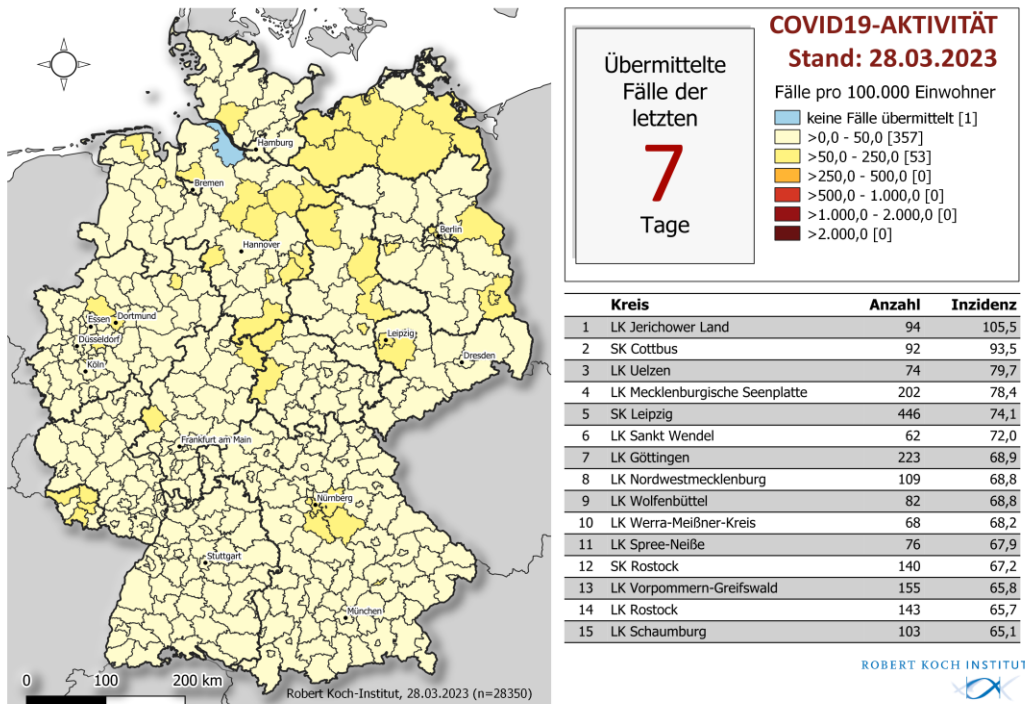 COVID19-AKTIVITÄT
Stand: 28.03.2023
Übermittelte
Fälle der
letzten
7
Tage
Fälle pro 100.000 Einwohner
keine Fälle übermittelt [1]
>0,0 - 50,0 [357]
>50,0 - 250,0 [53]
>250,0 - 500,0 [0]
>500,0 - 1.000,0 [0]
>1.000,0 - 2.000,0 [0]
>2.000,0 [0]
Hamburg
Bremen
Berlin
Hannover
Essen
Dortmund
Düsseldorf
Köln
Leipzig
Dresden
Frankfurt am Main
Nürnberg
Stuttgart
München
0 100 200 km
Robert Koch-Institut, 28.03.2023 (n=28350)
Kreis Anzahl Inzidenz
1 LK Jerichower Land 94 105,5
2 SK Cottbus 92 93,5
3 LK Uelzen 74 79,7
4 LK Mecklenburgische Seenplatte 202 78,4
5 SK Leipzig 446 74,1
6 LK Sankt Wendel 62 72,0
7 LK Göttingen 223 68,9
8 LK Nordwestmecklenburg 109 68,8
9 LK Wolfenbüttel 82 68,8
10 LK Werra-Meißner-Kreis 68 68,2
11 LK Spree-Neiße 76 67,9
12 SK Rostock 140 67,2
13 LK Vorpommern-Greifswald 155 65,8
14 LK Rostock 143 65,7
15 LK Schaumburg 103 65,1
ROBERT KOCH INSTITUT